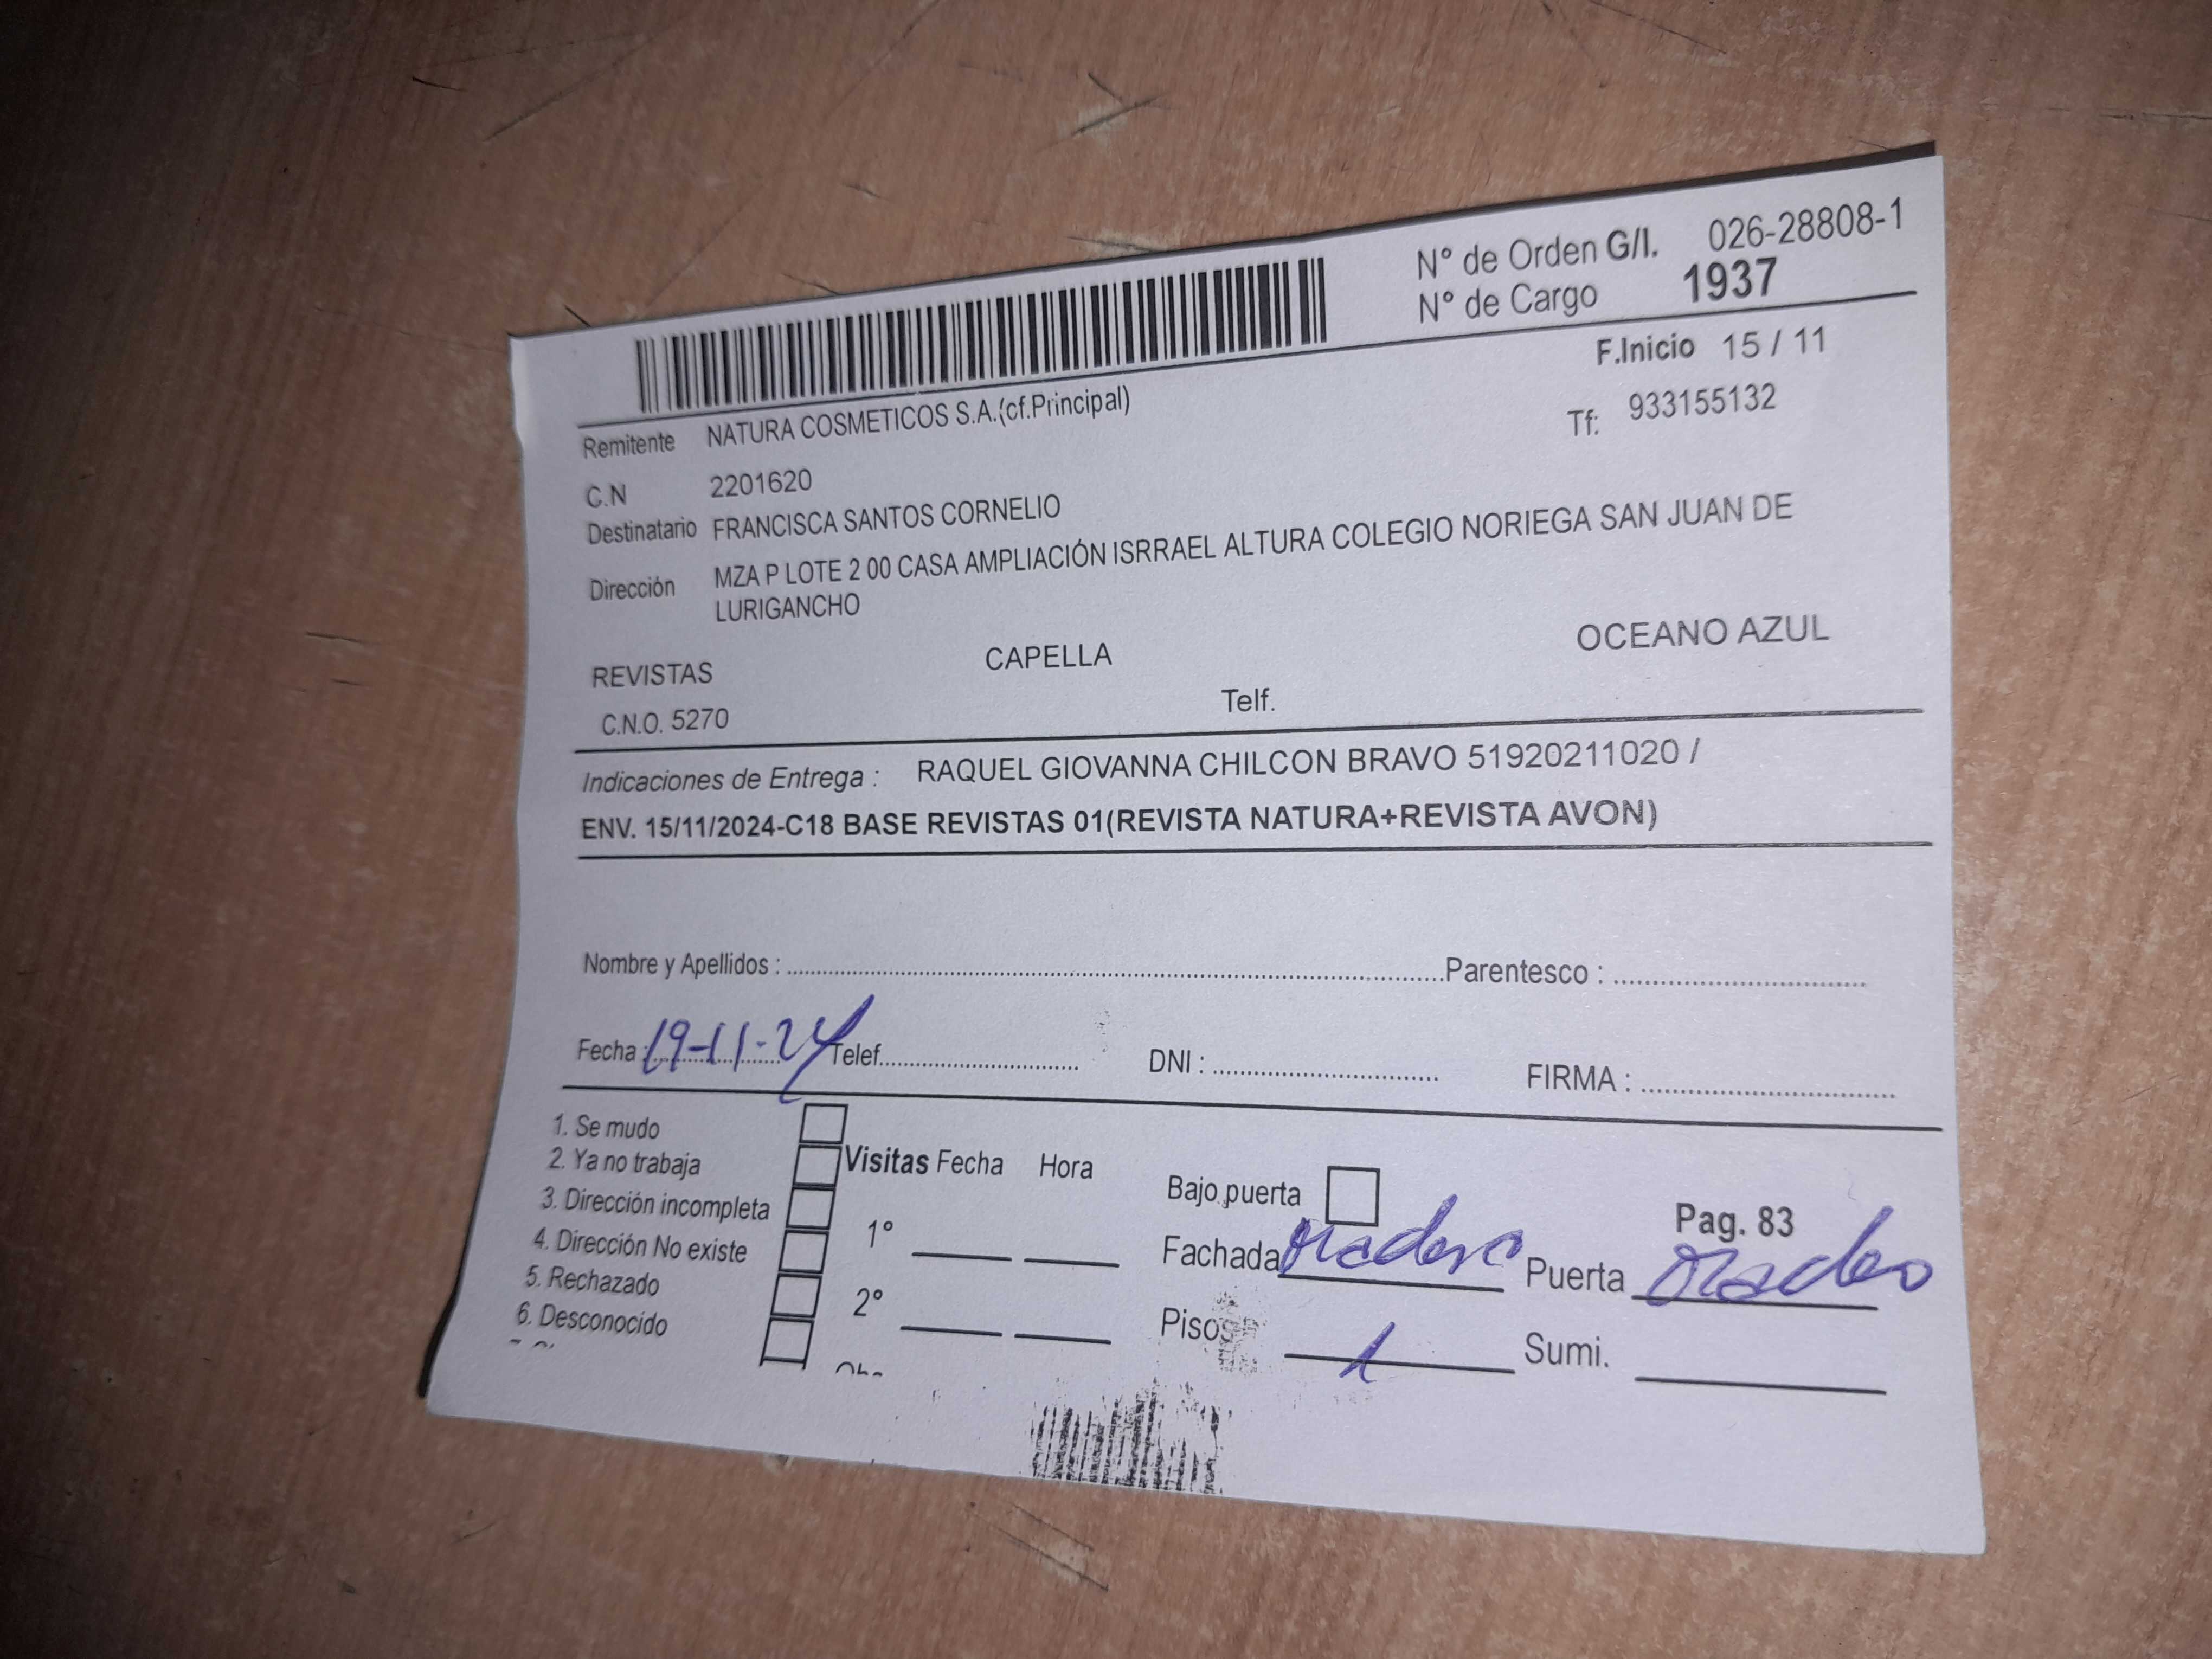 N° de Orden G/I. 026-28808-1
N° de Cargo 1937
F.Inicio 15 / 11
Remitente NATURA COSMETICOS S.A.(cf.Principal)
Tf: 933155132
C.N 2201620
Destinatario FRANCISCA SANTOS CORNELIO
Dirección MZA P LOTE 2 00 CASA AMPLIACIÓN ISRRAEL ALTURA COLEGIO NORIEGA SAN JUAN DE
LURIGANCHO
REVISTAS CAPELLA OCEANO AZUL
C.N.O. 5270 Telf.
Indicaciones de Entrega : RAQUEL GIOVANNA CHILCON BRAVO 51920211020 /
ENV. 15/11/2024-C18 BASE REVISTAS 01(REVISTA NATURA+REVISTA AVON)
Nombre y Apellidos : Parentesco :
Fecha : 19-11-24 Telef. DNI : FIRMA :
1. Se mudo
2. Ya no trabaja
3. Dirección incompleta
4. Dirección No existe
5. Rechazado
6. Desconocido
Visitas Fecha Hora
1°
2°
Bajo puerta
Pag. 83
Fachada Madera Puerta
Pisos 1 Sumi.